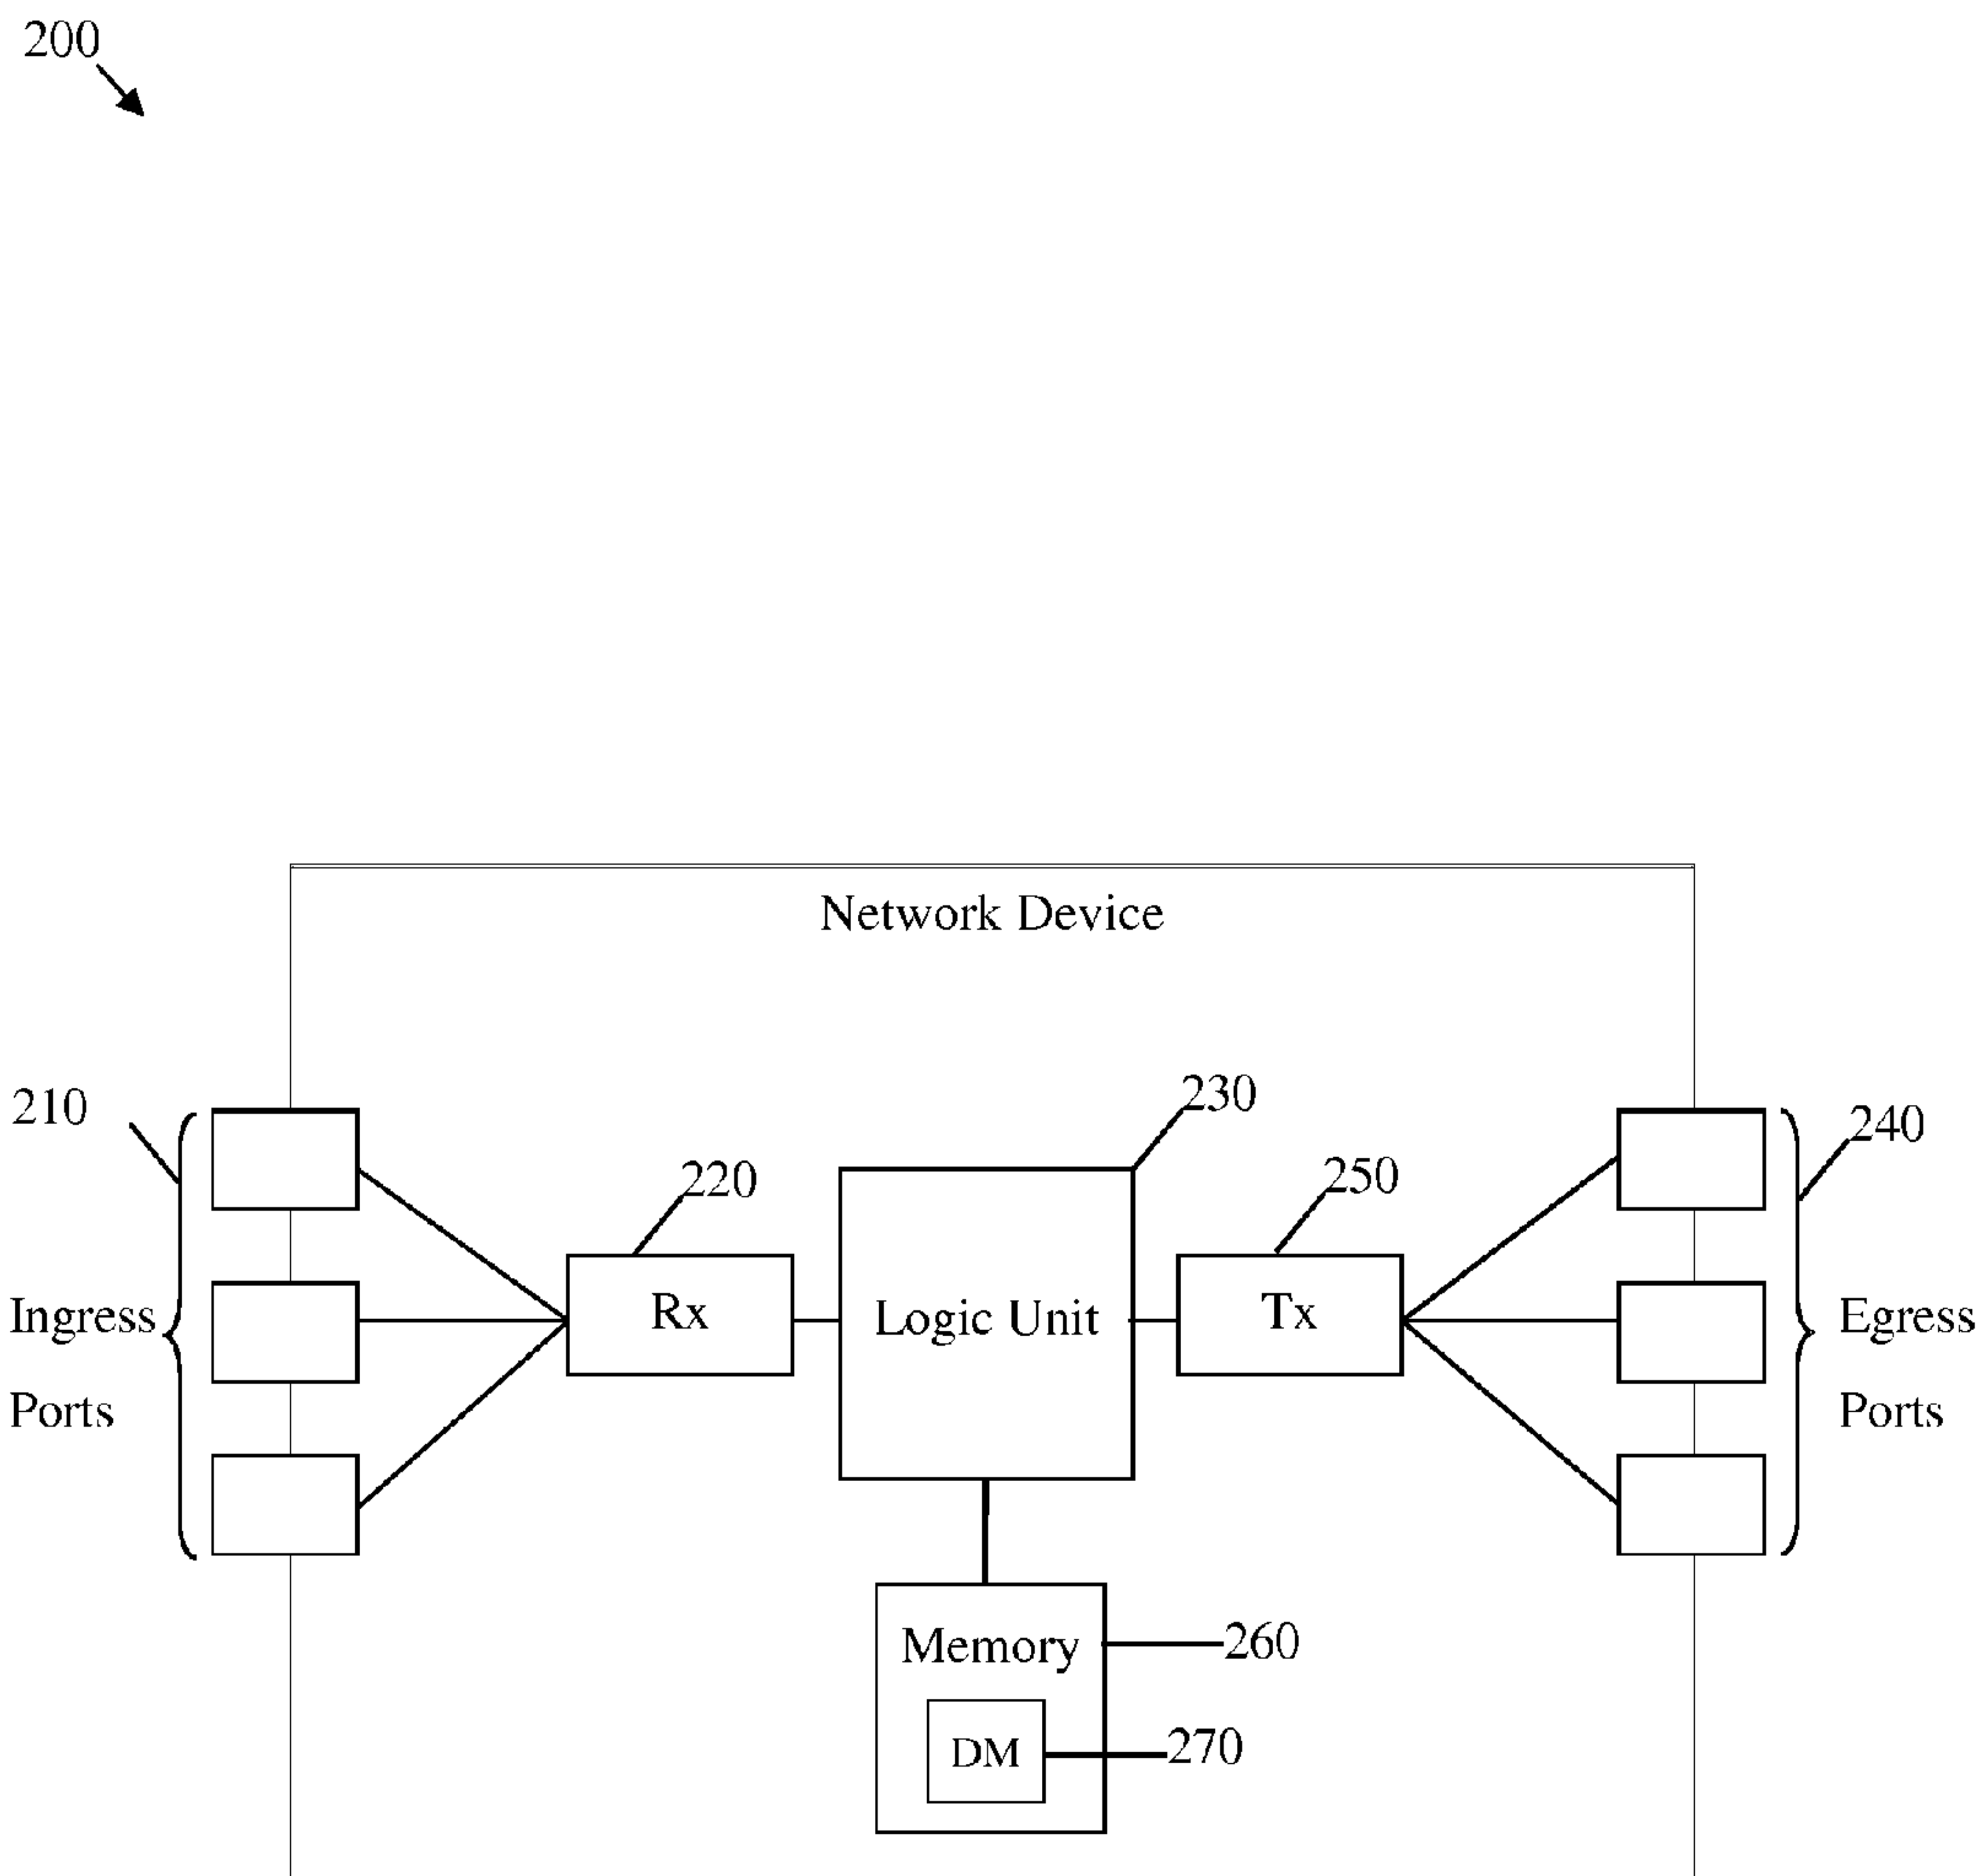 200
Network Device
210
230
240
220
250
Ingress
Ports
Rx
Logic Unit
Tx
Egress
Ports
Memory
260
DM
270